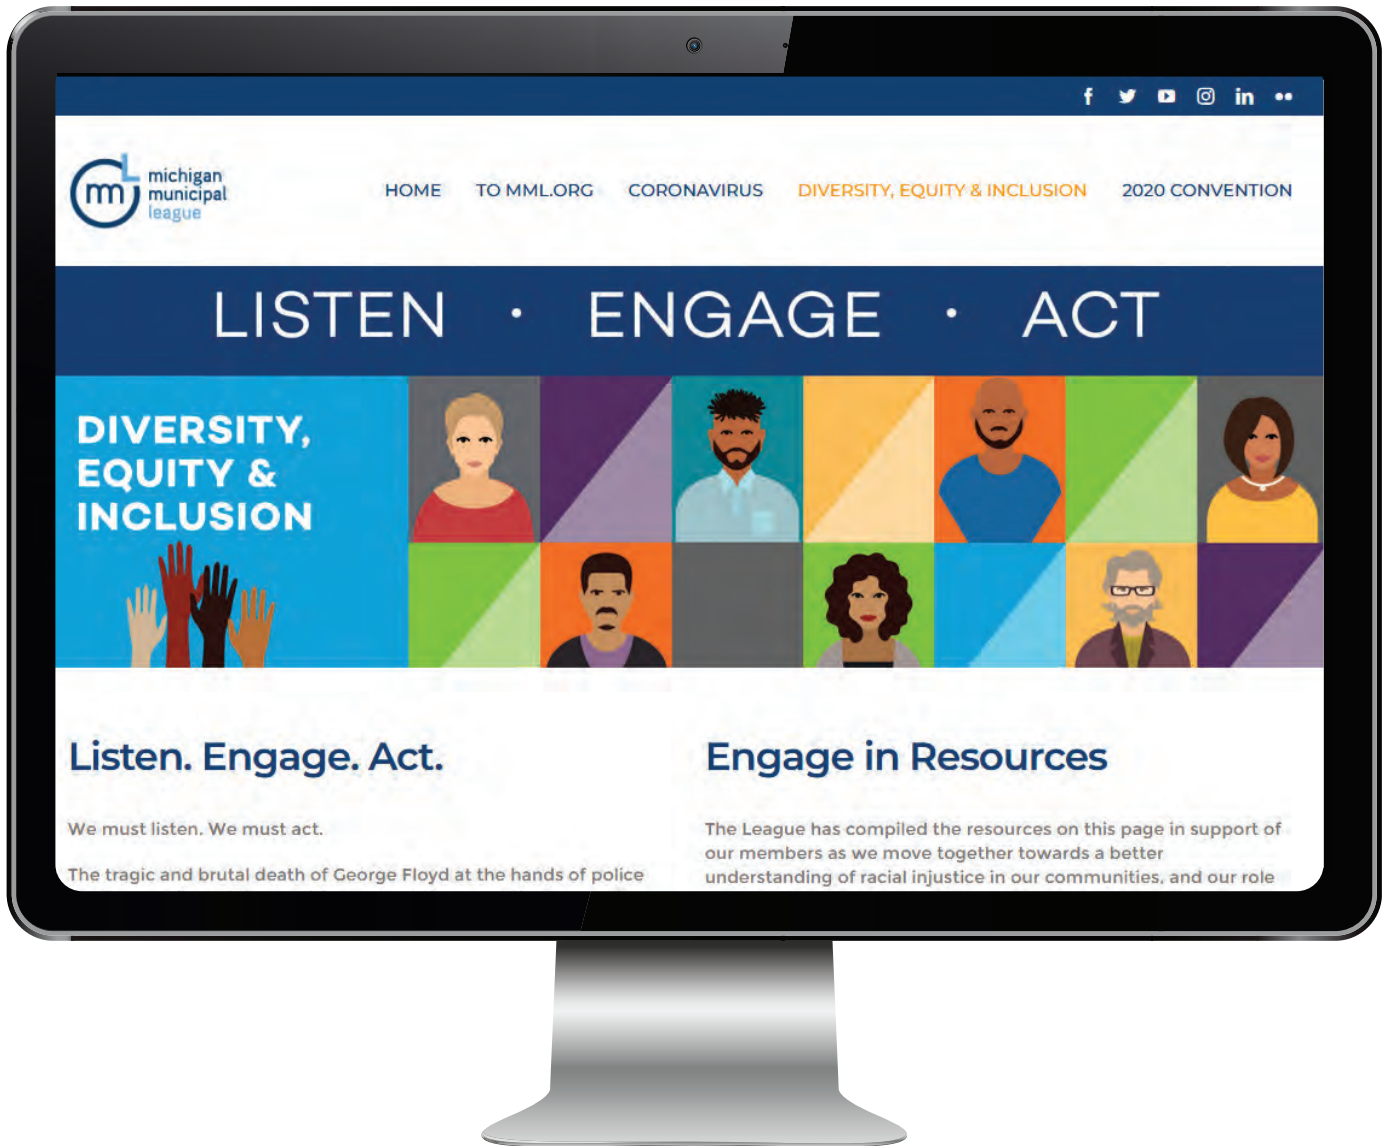 michigan
municipal
league
mm
HOME TO MML.ORG CORONAVIRUS DIVERSITY, EQUITY & INCLUSION 2020 CONVENTION
LISTEN · ENGAGE · ACT
DIVERSITY,
EQUITY &
INCLUSION
Listen. Engage. Act.
We must listen. We must act.
The tragic and brutal death of George Floyd at the hands of police
Engage in Resources
The League has compiled the resources on this page in support of
our members as we move together towards a better
understanding of racial injustice in our communities, and our role